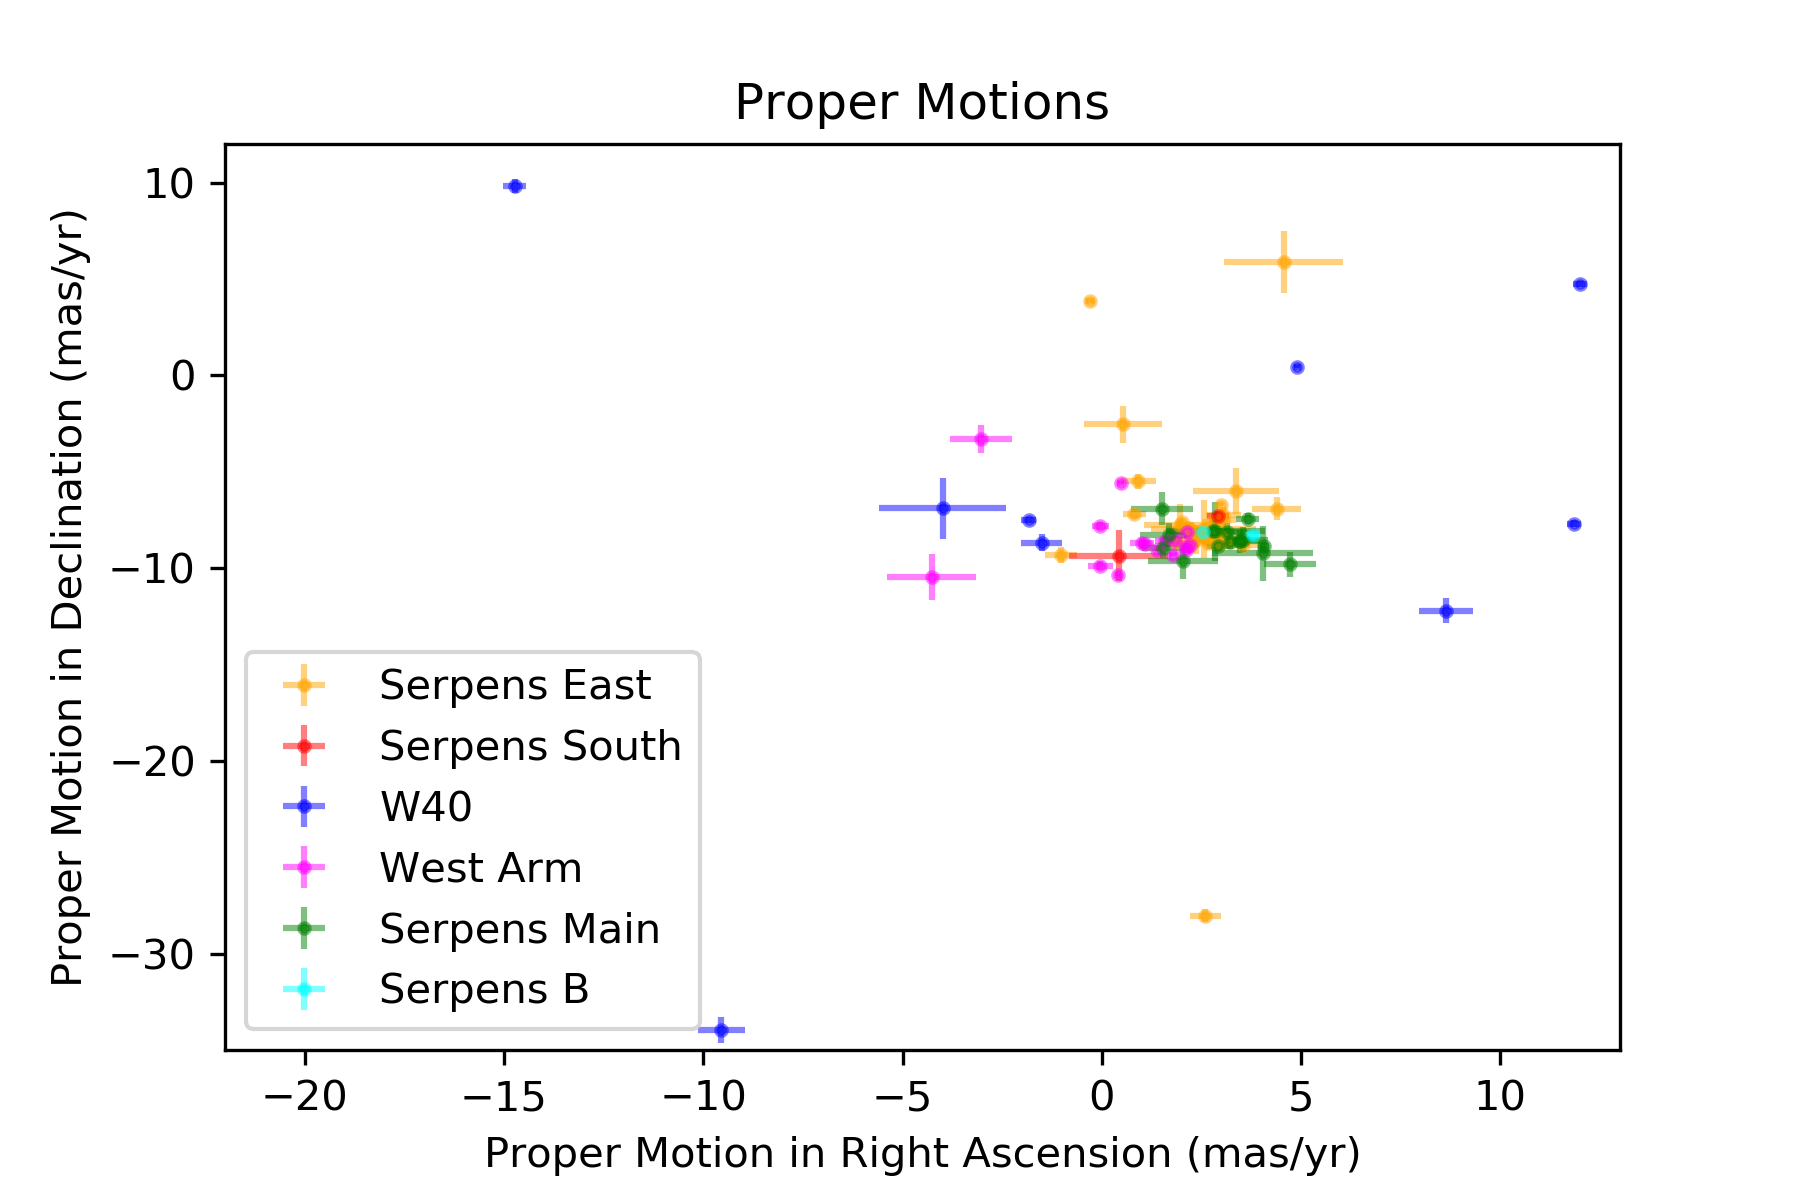 Proper Motions
Proper Motion in Declination (mas/yr)
10
0
−10
−20
−30
Serpens East
Serpens South
W40
West Arm
Serpens Main
Serpens B
−20 −15 −10 −5 0 5 10
Proper Motion in Right Ascension (mas/yr)